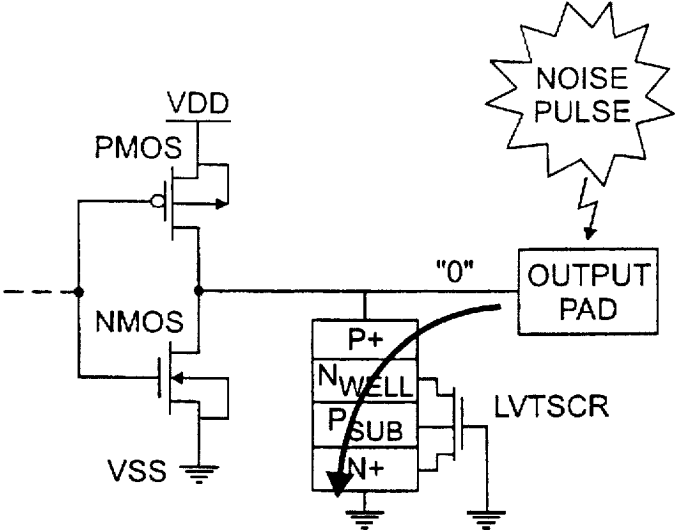 NOISE
PULSE
VDD
PMOS
"0"
OUTPUT
PAD
NMOS
P+
NWELL
PSUB
N+
LVTSCR
VSS